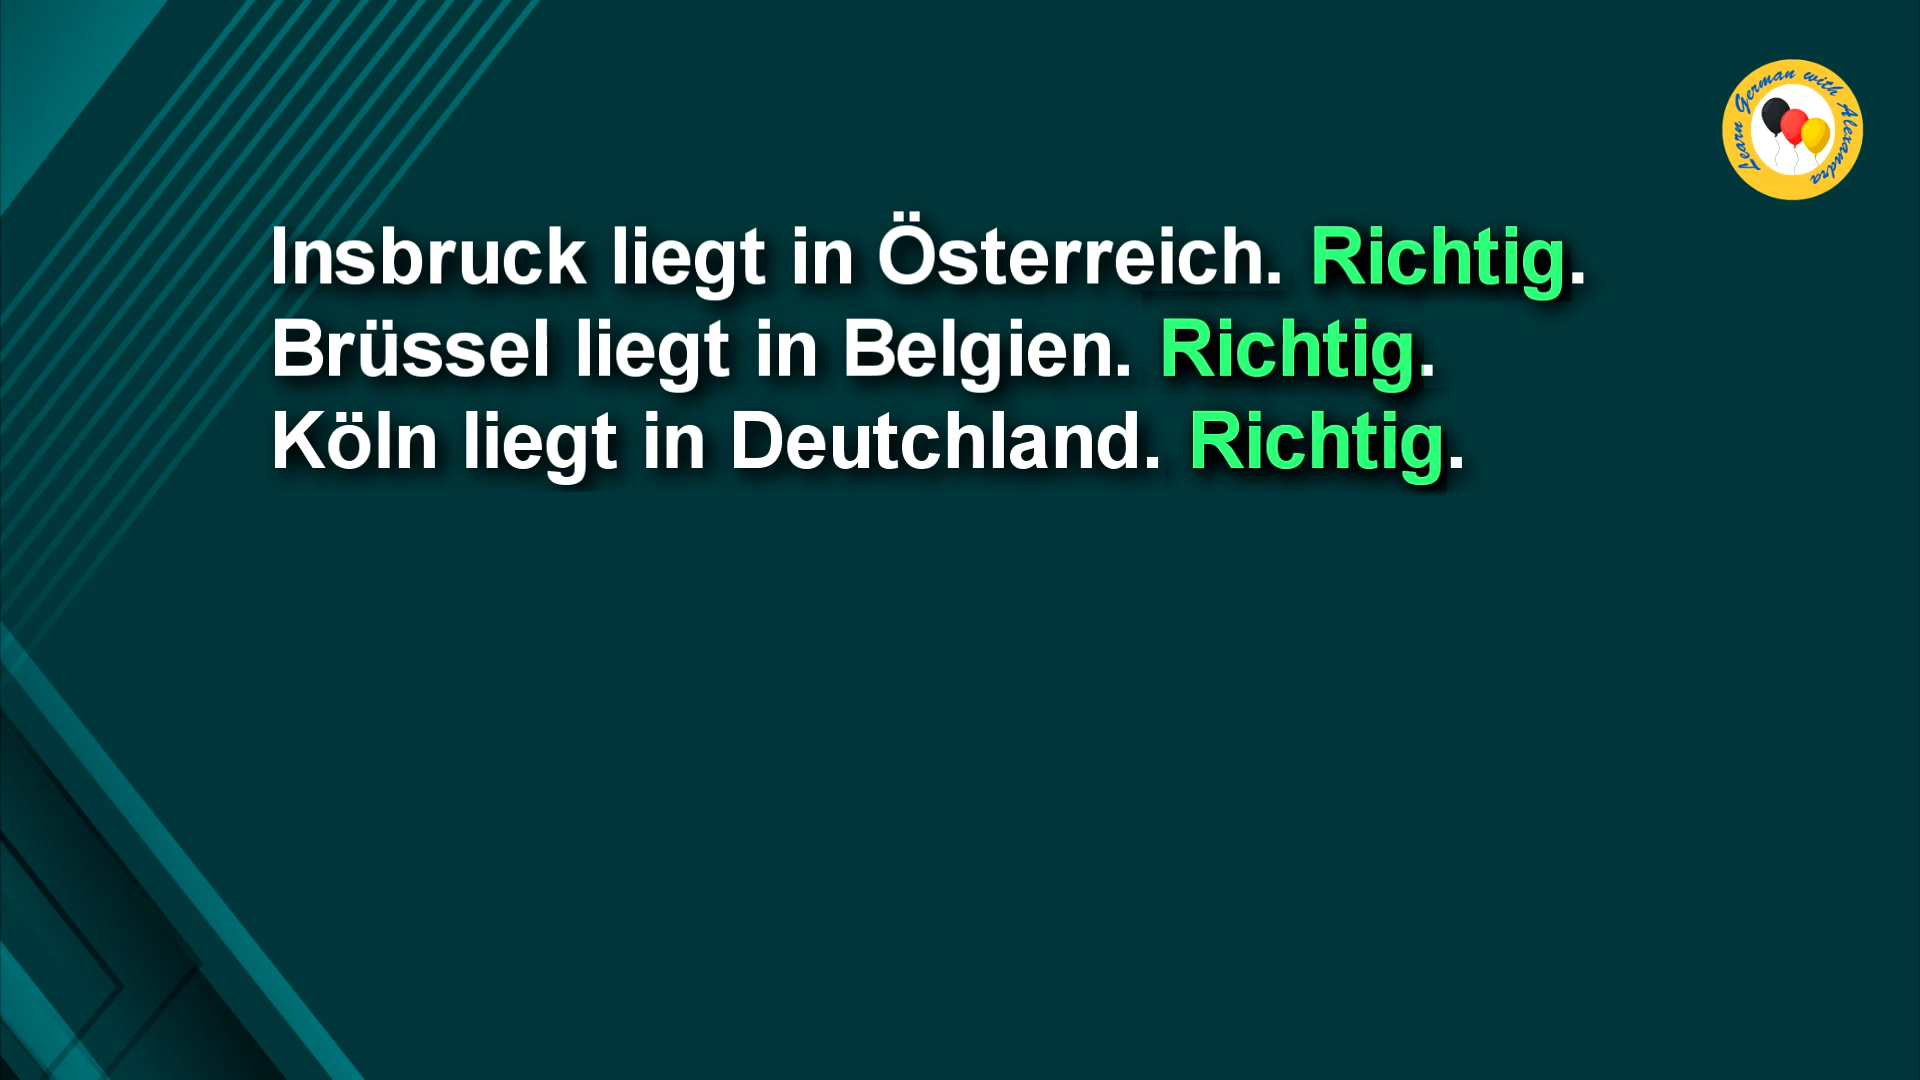 Learn German with Alexandra
Insbruck liegt in Österreich. Richtig.
Brüssel liegt in Belgien. Richtig.
Köln liegt in Deutchland. Richtig.